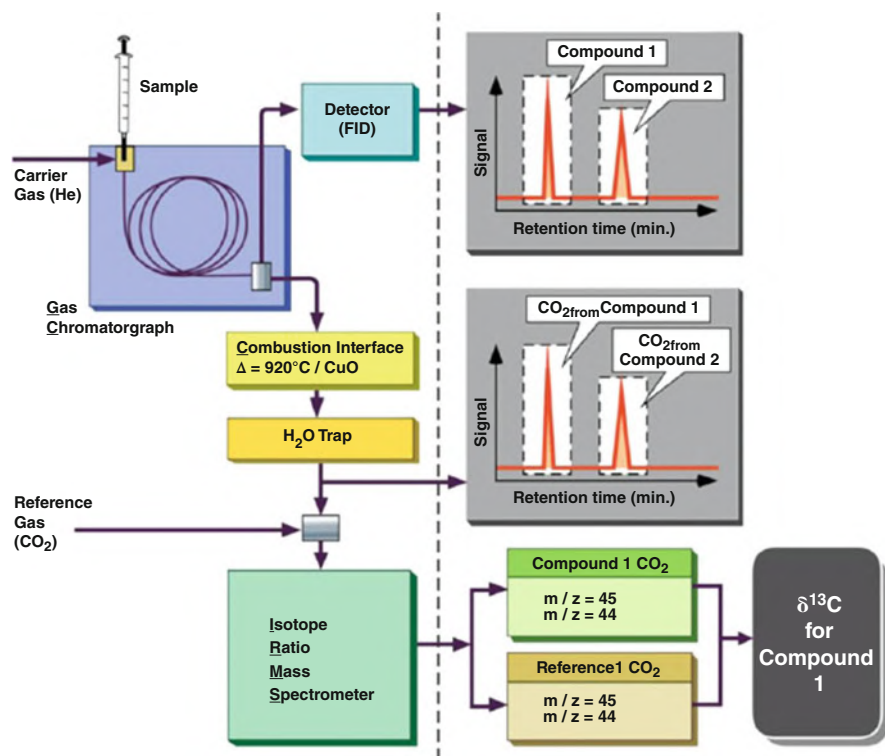 Sample
Carrier
Gas (He)
Gas
Chromatorgraph
Detector
(FID)
Compound 1
Compound 2
Signal
Retention time (min.)
Combustion Interface
Δ = 920°C / CuO
H₂O Trap
CO₂fromCompound 1
CO₂from
Compound 2
Signal
Retention time (min.)
Reference
Gas
(CO₂)
Isotope
Ratio
Mass
Spectrometer
Compound 1 CO₂
m / z = 45
m / z = 44
Reference1 CO₂
m / z = 45
m / z = 44
δ¹³C
for
Compound
1